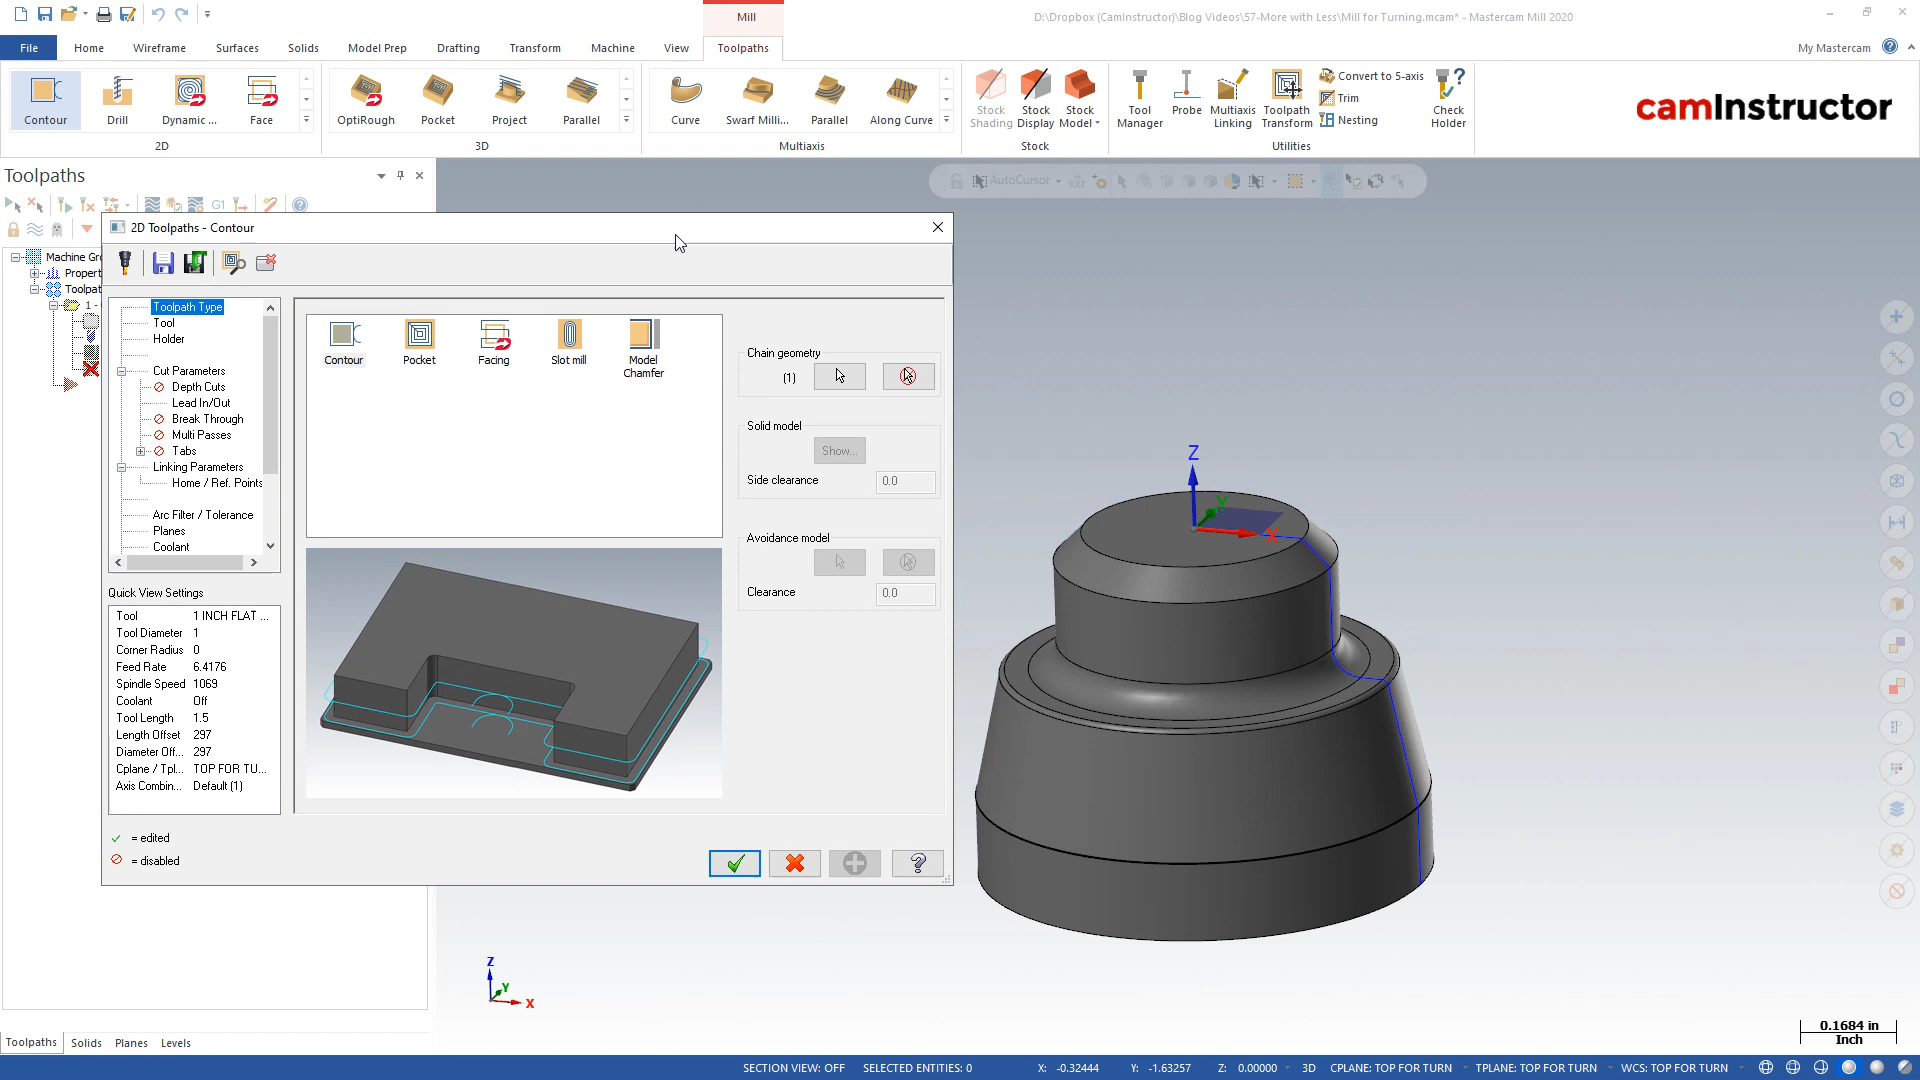 Mill
D:\Dropbox (CamInstructor)\Blog Videos\57-More with Less\Mill for Turning.mcam* - Mastercam Mill 2020
File Home Wireframe Surfaces Solids Model Prep Drafting Transform Machine View Toolpaths My Mastercam
Contour Drill Dynamic ... Face OptiRough Pocket Project Parallel Curve Swarf Milli... Parallel Along Curve
Stock Shading Stock Display Stock Model Tool Manager Probe Multiaxis Linking Toolpath Transform
Convert to 5-axis
Trim
Nesting
Check Holder
camInstructor
2D 3D Multiaxis Stock Utilities
Toolpaths
AutoCursor
G1
2D Toolpaths - Contour
Machine Gr
Propert
Toolpat
1 -
Toolpath Type
Tool
Holder
Cut Parameters
Depth Cuts
Lead In/Out
Break Through
Multi Passes
Tabs
Linking Parameters
Home / Ref. Points
Arc Filter / Tolerance
Planes
Coolant
Contour Pocket Facing Slot mill Model Chamfer
Chain geometry
(1)
Solid model
Show...
Side clearance 0.0
Avoidance model
Clearance 0.0
Quick View Settings
Tool 1 INCH FLAT ...
Tool Diameter 1
Corner Radius 0
Feed Rate 6.4176
Spindle Speed 1069
Coolant Off
Tool Length 1.5
Length Offset 297
Diameter Off... 297
Cplane / Tpl... TOP FOR TU...
Axis Combin... Default (1)
= edited
= disabled
Z
Y
X
Z
Y
X
0.1684 in
Inch
Toolpaths Solids Planes Levels
SECTION VIEW: OFF SELECTED ENTITIES: 0 X: -0.32444 Y: -1.63257 Z: 0.00000 3D CPLANE: TOP FOR TURN TPLANE: TOP FOR TURN WCS: TOP FOR TURN